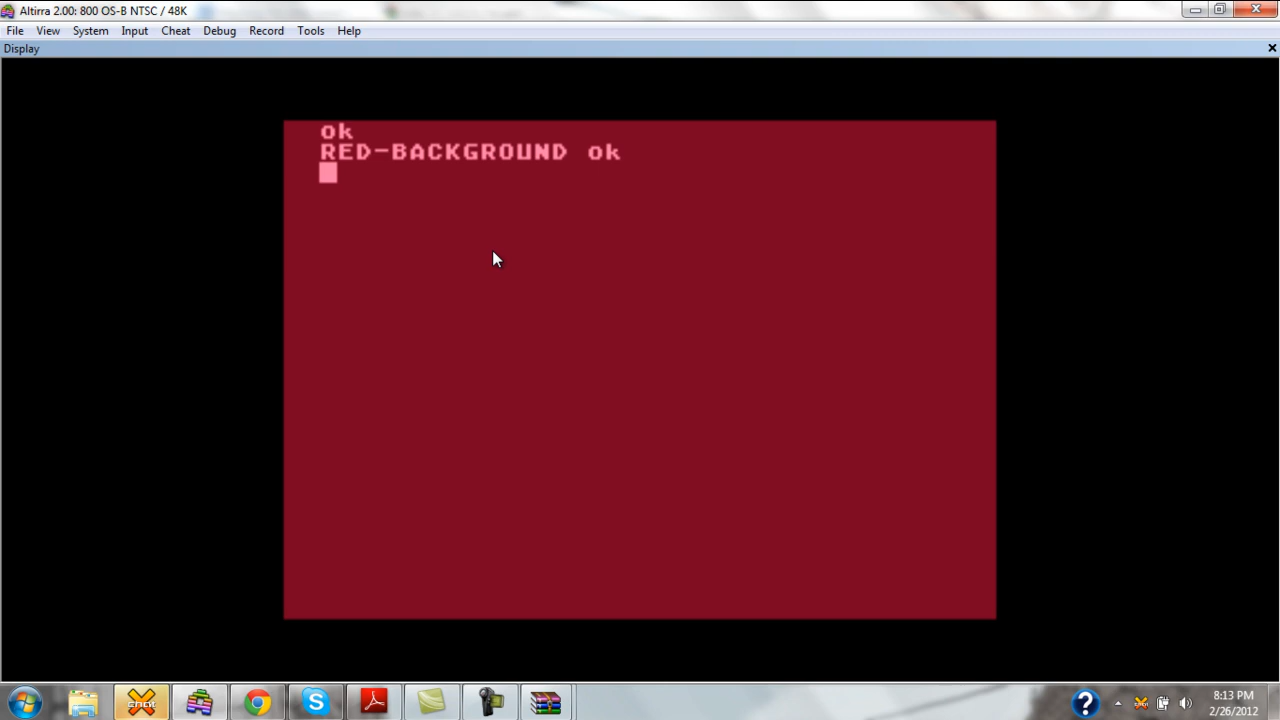 Altirra 2.00: 800 OS-B NTSC / 48K
File View System Input Cheat Debug Record Tools Help
Display
ok
RED-BACKGROUND ok
8:13 PM
2/26/2012